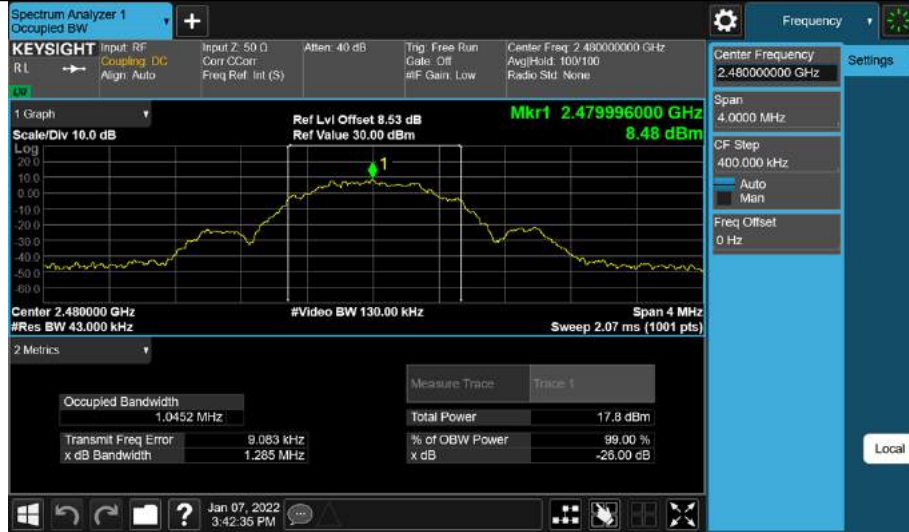 Spectrum Analyzer 1
Occupied BW
+
Frequency
KEYSIGHT Input: RF Input Z: 50 Ω Atten: 40 dB Trig: Free Run Center Freq: 2.480000000 GHz
RL Coupling: DC Corr CCorr Gate: Off Avg|Hold: 100/100
Align: Auto Freq Ref: Int (S) #IF Gain: Low Radio Std: None
Center Frequency
2.480000000 GHz
Settings
Span
4.0000 MHz
CF Step
400.000 kHz
Auto
Man
Freq Offset
0 Hz
Local
1 Graph Ref Lvl Offset 8.53 dB Mkr1 2.479996000 GHz
Scale/Div 10.0 dB Ref Value 30.00 dBm 8.48 dBm
Log
20.0
10.0
0.00
-10.0
-20.0
-30.0
-40.0
-50.0
-60.0
1
Center 2.480000 GHz #Video BW 130.00 kHz Span 4 MHz
#Res BW 43.000 kHz Sweep 2.07 ms (1001 pts)
2 Metrics
Measure Trace Trace 1
Occupied Bandwidth
1.0452 MHz
Total Power 17.8 dBm
Transmit Freq Error 9.083 kHz % of OBW Power 99.00 %
x dB Bandwidth 1.285 MHz x dB -26.00 dB
? Jan 07, 2022
3:42:35 PM